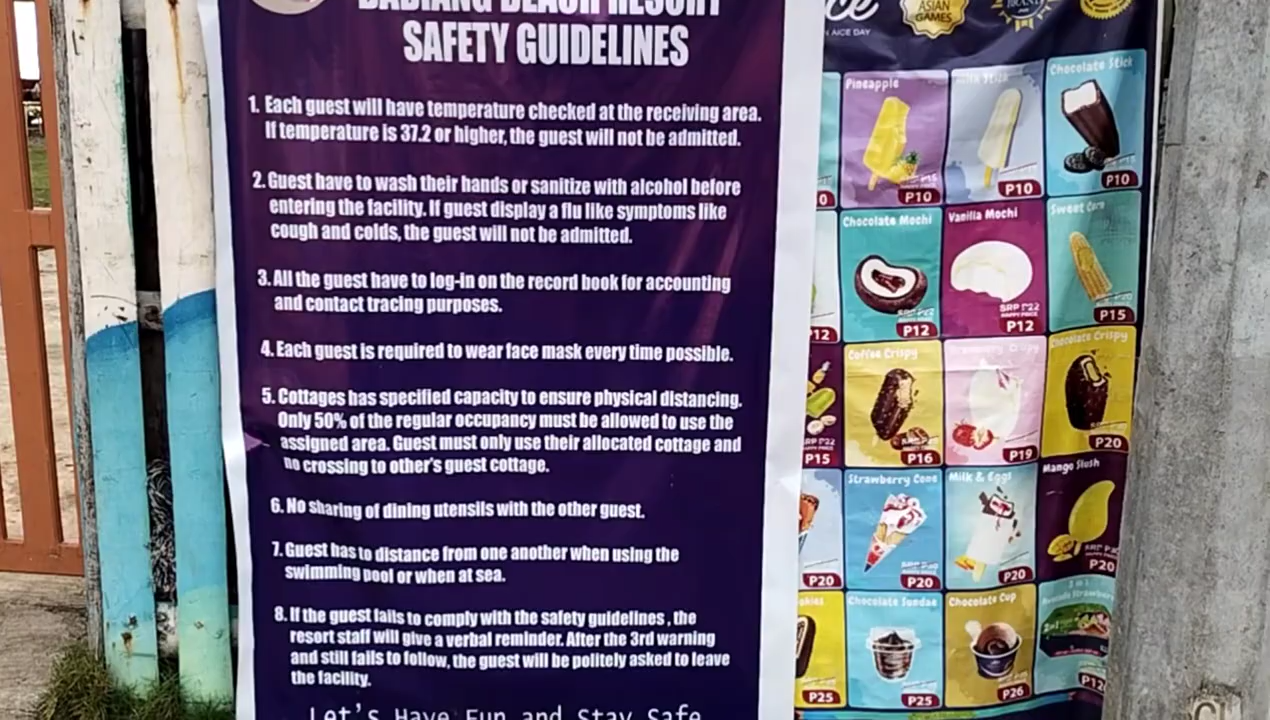 BEACH RESORT
SAFETY GUIDELINES
1. Each guest will have temperature checked at the receiving area.
If temperature is 37.2 or higher, the guest will not be admitted.
2. Guest have to wash their hands or sanitize with alcohol before
entering the facility. If guest display a flu like symptoms like
cough and colds, the guest will not be admitted.
3. All the guest have to log-in on the record book for accounting
and contact tracing purposes.
4. Each guest is required to wear face mask every time possible.
5. Cottages has specified capacity to ensure physical distancing.
Only 50% of the regular occupancy must be allowed to use the
assigned area. Guest must only use their allocated cottage and
no crossing to other's guest cottage.
6. No sharing of dining utensils with the other guest.
7. Guest has to distance from one another when using the
swimming pool or when at sea.
8. If the guest fails to comply with the safety guidelines, the
resort staff will give a verbal reminder. After the 3rd warning
and still fails to follow, the guest will be politely asked to leave
the facility.
Let's Have Fun and Stay Safe
ASIAN
GAMES
AICE DAY
Pineapple
P10
Milk Stick
P10
Chocolate Stick
P10
Chocolate Mochi
P12
Vanilla Mochi
SRP P22
P12
Sweet Corn
P15
12
Coffee Crispy
P16
Crispy
P19
Chocolate Crispy
P20
SRP P22
P15
Strawberry Cone
P20
Milk & Eggs
P20
Mango Slush
P20
P20
Chocolate Sundae
P25
Chocolate Cup
P26
P25